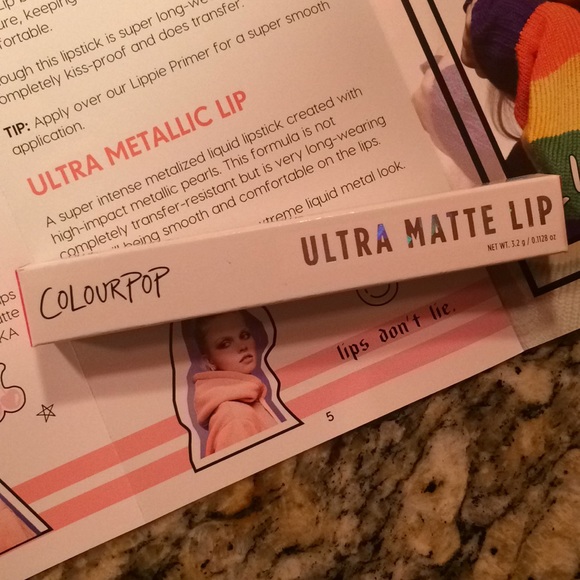 ure, keeping
fortable.
ough this lipstick is super long-we
ompletely kiss-proof and does transfer.
TIP: Apply over our Lippie Primer for a super smooth
application.
ULTRA METALLIC LIP
A super intense metalized liquid lipstick created with
high-impact metallic pearls. This formula is not
completely transfer-resistant but is very long-wearing
being smooth and comfortable on the lips.
xtreme liquid metal look.
COLOURPOP
ULTRA MATTE LIP
NET WT. 3.2 g / 0.1128 oz
ps
atte
KA
lips don't lie.
5